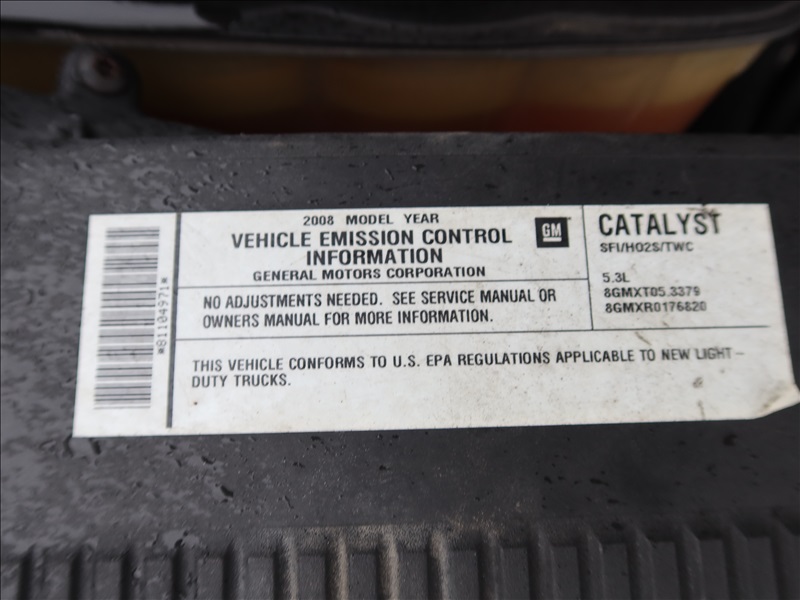 *81104971*
2008 MODEL YEAR
VEHICLE EMISSION CONTROL
INFORMATION
GENERAL MOTORS CORPORATION
GM
NO ADJUSTMENTS NEEDED. SEE SERVICE MANUAL OR
OWNERS MANUAL FOR MORE INFORMATION.
CATALYST
SFI/HO2S/TWC
5.3L
8GMXT05.3379
8GMXR0176820
THIS VEHICLE CONFORMS TO U.S. EPA REGULATIONS APPLICABLE TO NEW LIGHT-
DUTY TRUCKS.